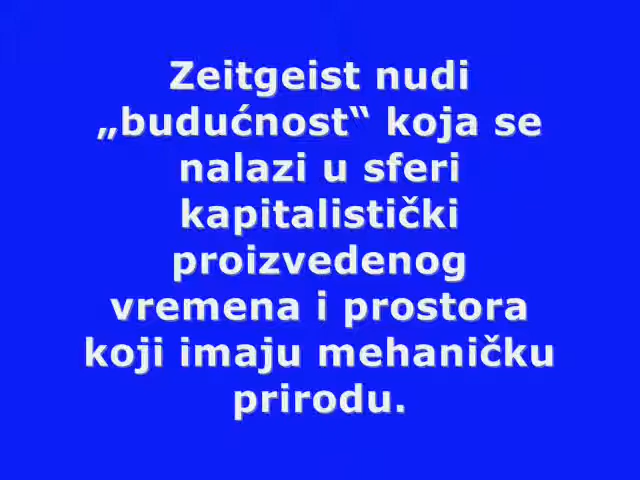 Zeitgeist nudi
„budućnost“ koja se
nalazi u sferi
kapitalistički
proizvedenog
vremena i prostora
koji imaju mehaničku
prirodu.